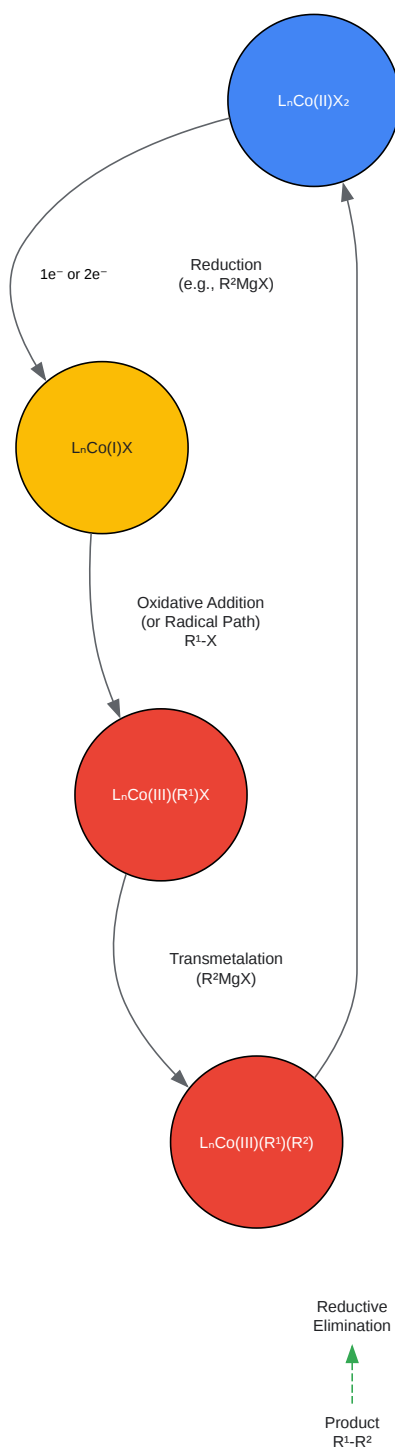 LₙCo(II)X₂
1e⁻ or 2e⁻
Reduction
(e.g., R²MgX)
LₙCo(I)X
Oxidative Addition
(or Radical Path)
R¹-X
LₙCo(III)(R¹)X
Transmetalation
(R²MgX)
LₙCo(III)(R¹)(R²)
Reductive
Elimination
Product
R¹-R²